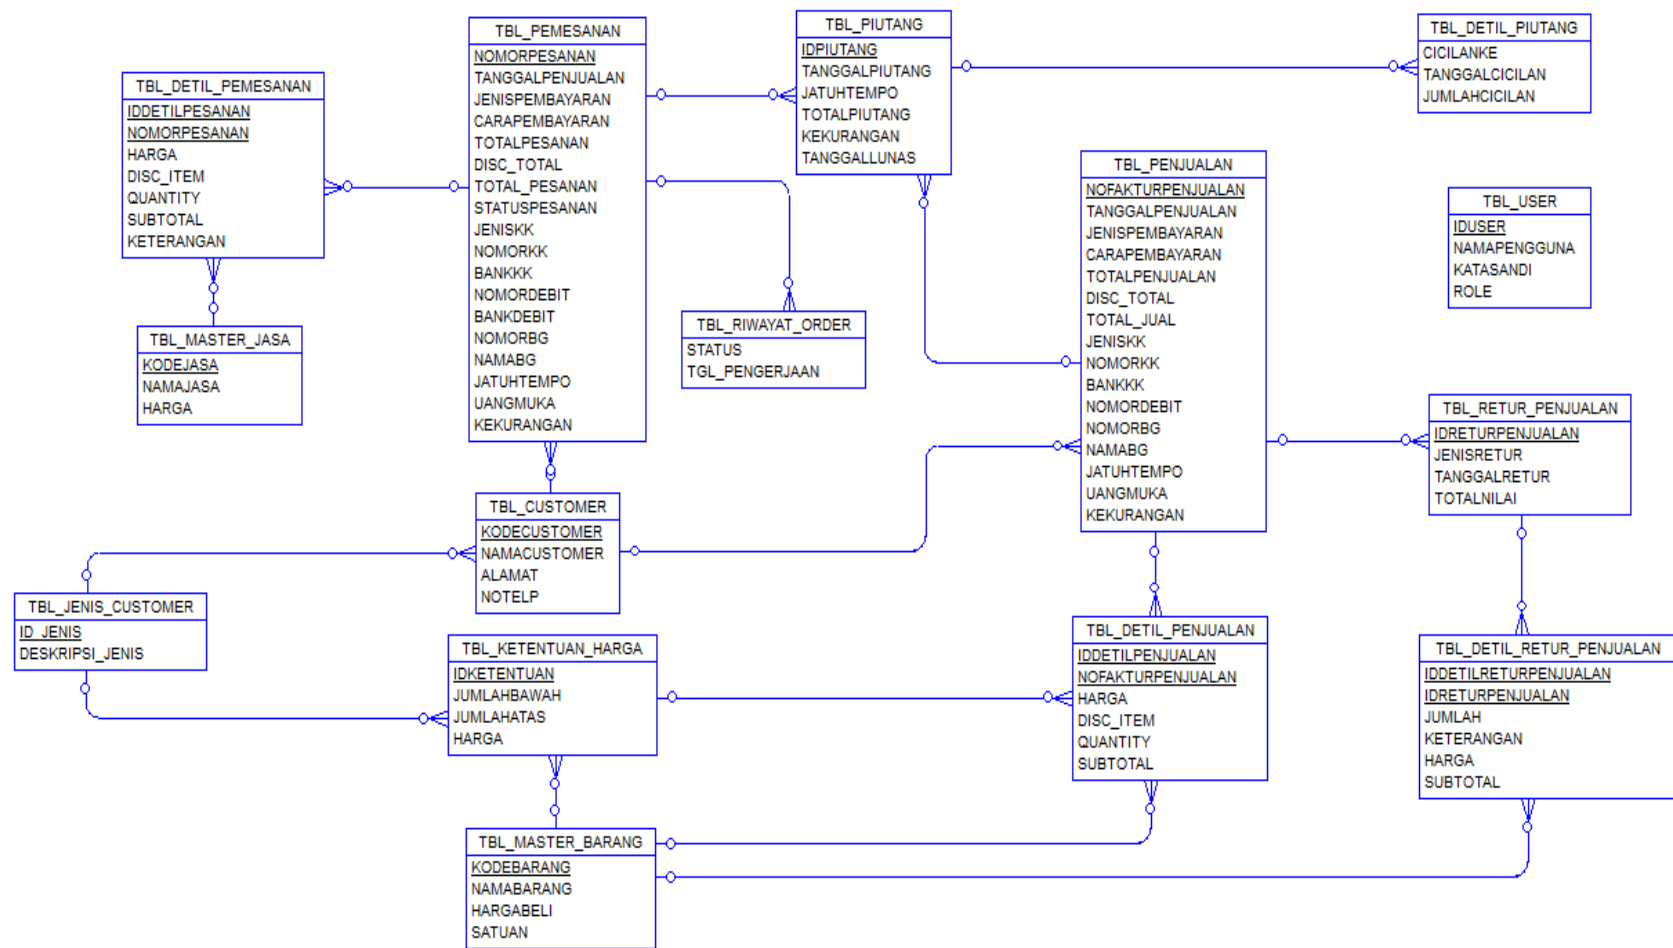 TBL_DETIL_PEMESANAN
IDDETILPESANAN
NOMORPESANAN
HARGA
DISC_ITEM
QUANTITY
SUBTOTAL
KETERANGAN
TBL_MASTER_JASA
KODEJASA
NAMAJASA
HARGA
TBL_PEMESANAN
NOMORPESANAN
TANGGALPENJUALAN
JENISPEMBAYARAN
CARAPEMBAYARAN
TOTALPESANAN
DISC_TOTAL
TOTAL_PESANAN
STATUSPESANAN
JENISKK
NOMORKK
BANKKK
NOMORDEBIT
BANKDEBIT
NOMORBG
NAMABG
JATUHTEMPO
UANGMUKA
KEKURANGAN
TBL_PIUTANG
IDPIUTANG
TANGGALPIUTANG
JATUHTEMPO
TOTALPIUTANG
KEKURANGAN
TANGGALLUNAS
TBL_DETIL_PIUTANG
CICILANKE
TANGGALCICILAN
JUMLAHCICILAN
TBL_RIWAYAT_ORDER
STATUS
TGL_PENGERJAAN
TBL_PENJUALAN
NOFAKTURPENJUALAN
TANGGALPENJUALAN
JENISPEMBAYARAN
CARAPEMBAYARAN
TOTALPENJUALAN
DISC_TOTAL
TOTAL_JUAL
JENISKK
NOMORKK
BANKKK
NOMORDEBIT
NOMORBG
NAMABG
JATUHTEMPO
UANGMUKA
KEKURANGAN
TBL_USER
IDUSER
NAMAPENGGUNA
KATASANDI
ROLE
TBL_RETUR_PENJUALAN
IDRETURPENJUALAN
JENISRETUR
TANGGALRETUR
TOTALNILAI
TBL_CUSTOMER
KODECUSTOMER
NAMACUSTOMER
ALAMAT
NOTELP
TBL_JENIS_CUSTOMER
ID_JENIS
DESKRIPSI_JENIS
TBL_KETENTUAN_HARGA
IDKETENTUAN
JUMLAHBAWAH
JUMLAHATAS
HARGA
TBL_DETIL_PENJUALAN
IDDETILPENJUALAN
NOFAKTURPENJUALAN
HARGA
DISC_ITEM
QUANTITY
SUBTOTAL
TBL_DETIL_RETUR_PENJUALAN
IDDETILRETURPENJUALAN
IDRETURPENJUALAN
JUMLAH
KETERANGAN
HARGA
SUBTOTAL
TBL_MASTER_BARANG
KODEBARANG
NAMABARANG
HARGABELI
SATUAN